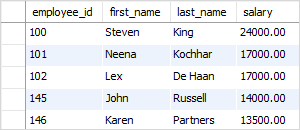 employee_id first_name last_name salary
100 Steven King 24000.00
101 Neena Kochhar 17000.00
102 Lex De Haan 17000.00
145 John Russell 14000.00
146 Karen Partners 13500.00